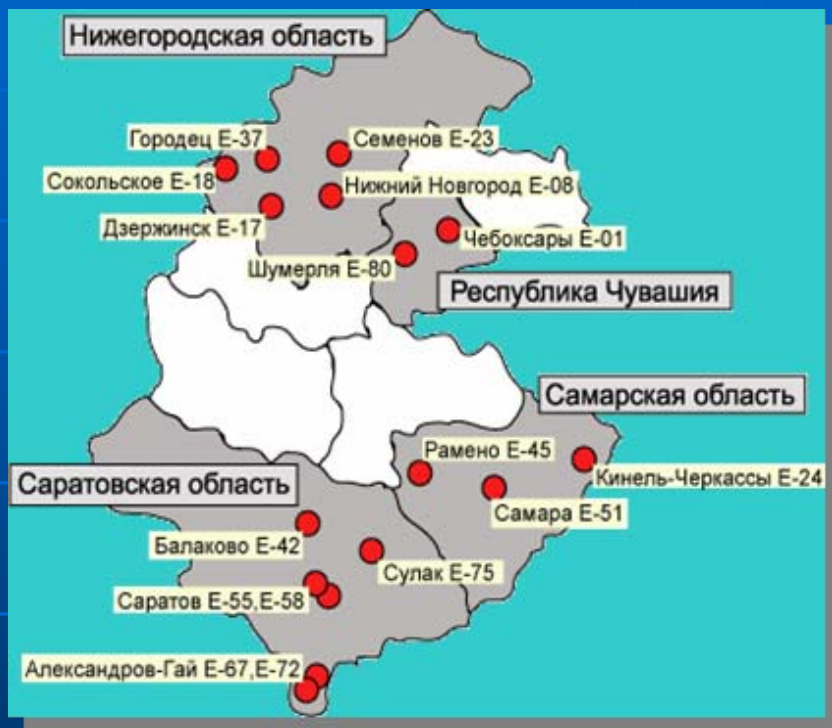 Нижегородская область
Городец Е-37
Семенов Е-23
Сокольское Е-18
Нижний Новгород Е-08
Дзержинск Е-17
Чебоксары Е-01
Шумерля Е-80
Республика Чувашия
Самарская область
Рамено Е-45
Кинель-Черкассы Е-24
Саратовская область
Самара Е-51
Балаково Е-42
Сулак Е-75
Саратов Е-55,Е-58
Александров-Гай Е-67,Е-72